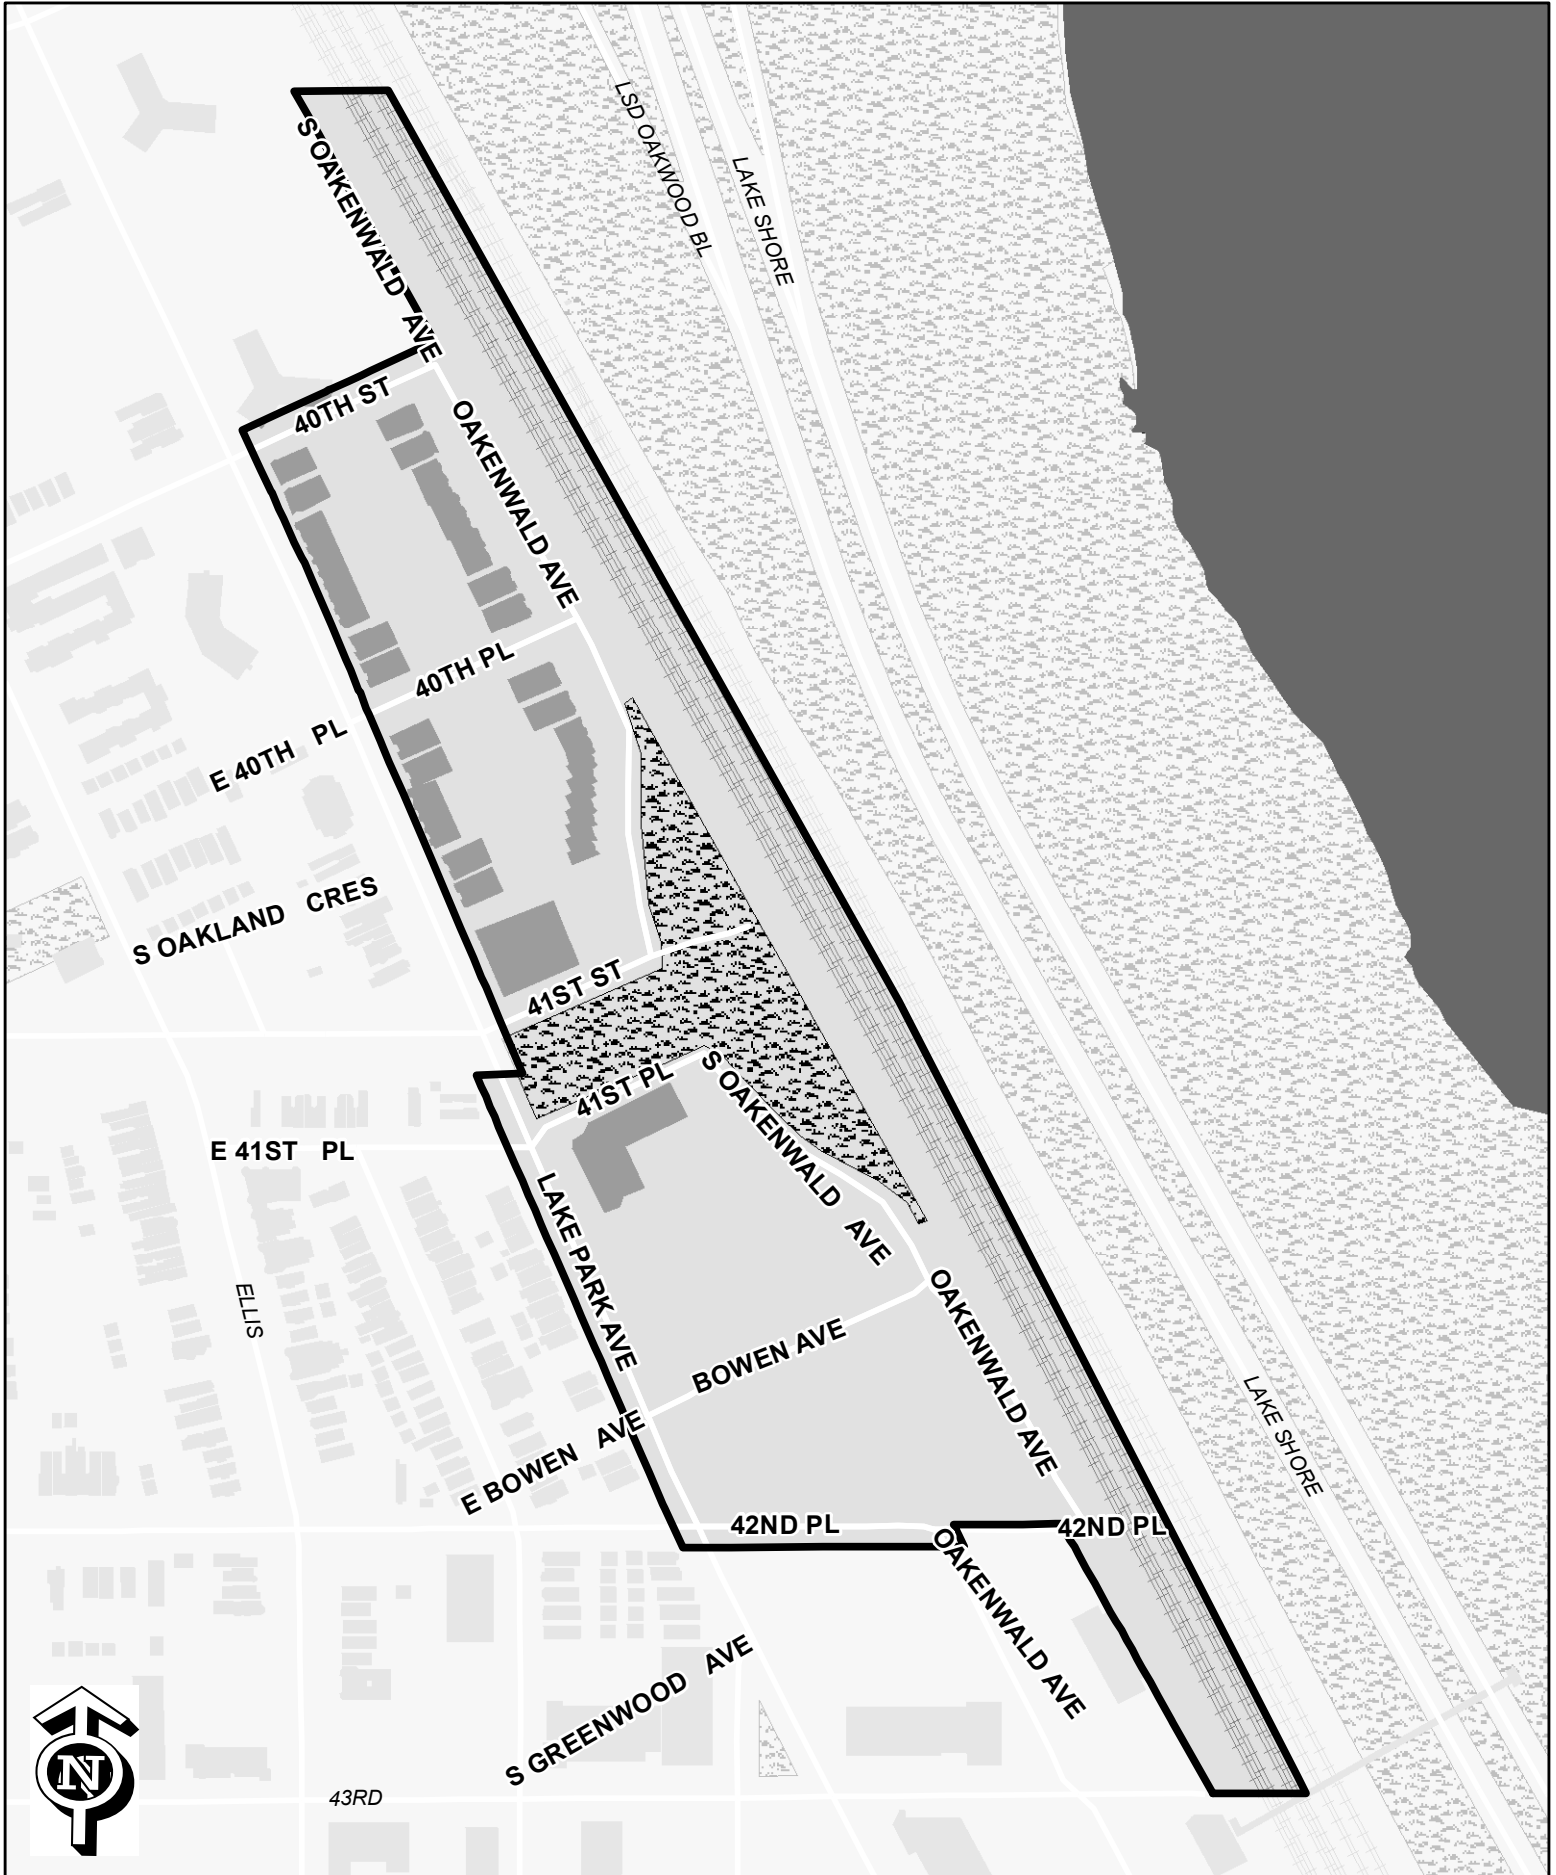 LSD OAKWOOD BL
LAKE SHORE
S OAKENWALD AVE
40TH ST
OAKENWALD AVE
40TH PL
E 40TH PL
S OAKLAND CRES
41ST ST
41ST PL
S OAKENWALD AVE
E 41ST PL
LAKE PARK AVE
ELLIS
OAKENWALD AVE
BOWEN AVE
E BOWEN AVE
LAKE SHORE
42ND PL
42ND PL
OAKENWALD AVE
S GREENWOOD AVE
N
43RD